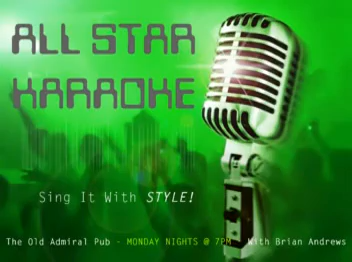 ALL STAR
KARAOKE
Sing It With STYLE!
The Old Admiral Pub - MONDAY NIGHTS @ 7PM - With Brian Andrews